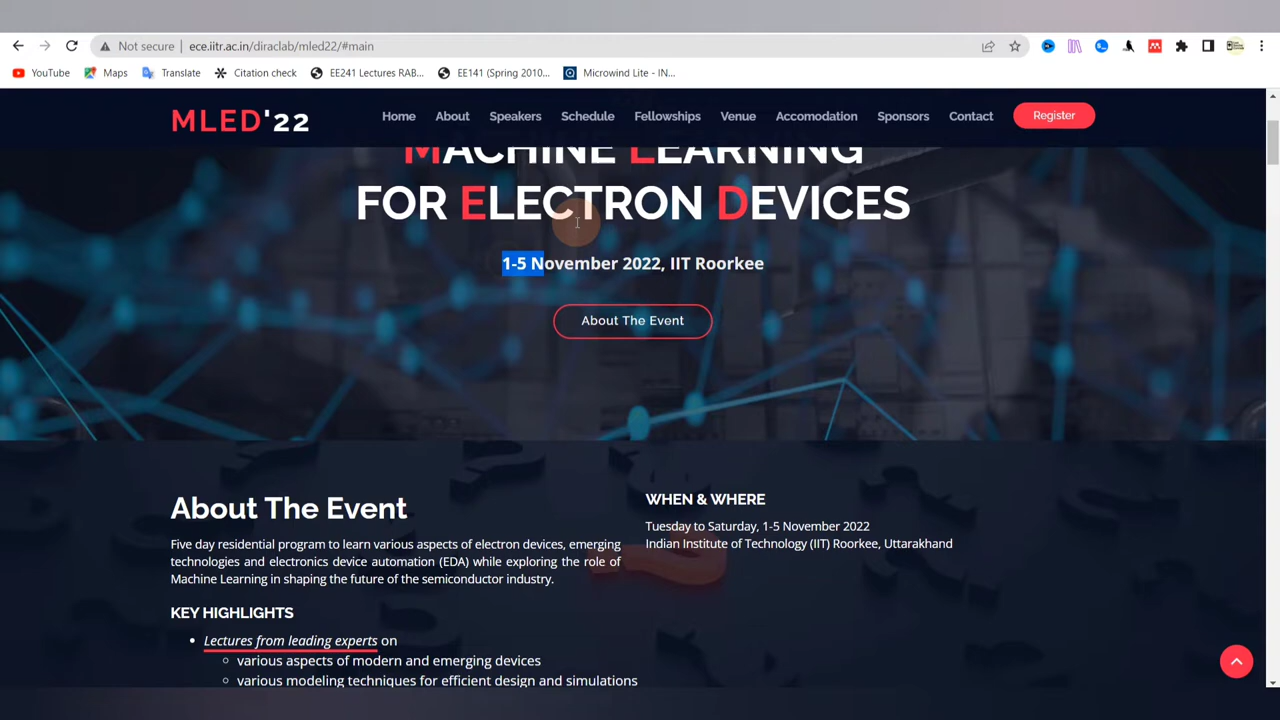 Not secure ece.iitr.ac.in/diraclab/mled22/#main
YouTube Maps Translate Citation check EE241 Lectures RAB... EE141 (Spring 2010... Microwind Lite - IN...
MLED'22 Home About Speakers Schedule Fellowships Venue Accomodation Sponsors Contact Register
MACHINE LEARNING
FOR ELECTRON DEVICES
1-5 November 2022, IIT Roorkee
About The Event
About The Event
Five day residential program to learn various aspects of electron devices, emerging
technologies and electronics device automation (EDA) while exploring the role of
Machine Learning in shaping the future of the semiconductor industry.
KEY HIGHLIGHTS
• Lectures from leading experts on
○ various aspects of modern and emerging devices
○ various modeling techniques for efficient design and simulations
WHEN & WHERE
Tuesday to Saturday, 1-5 November 2022
Indian Institute of Technology (IIT) Roorkee, Uttarakhand